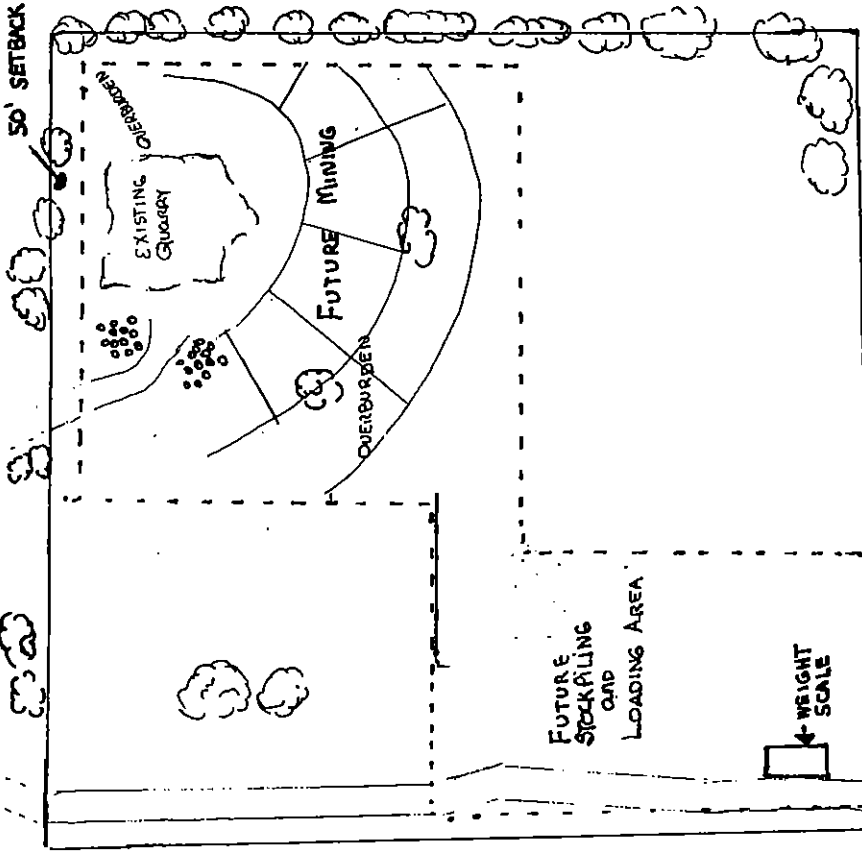 50' SETBACK
OVERBURDEN
EXISTING
QUARRY
FUTURE MINING
OVERBURDEN
FUTURE
STOCKPILING
AND
LOADING AREA
WEIGHT
SCALE